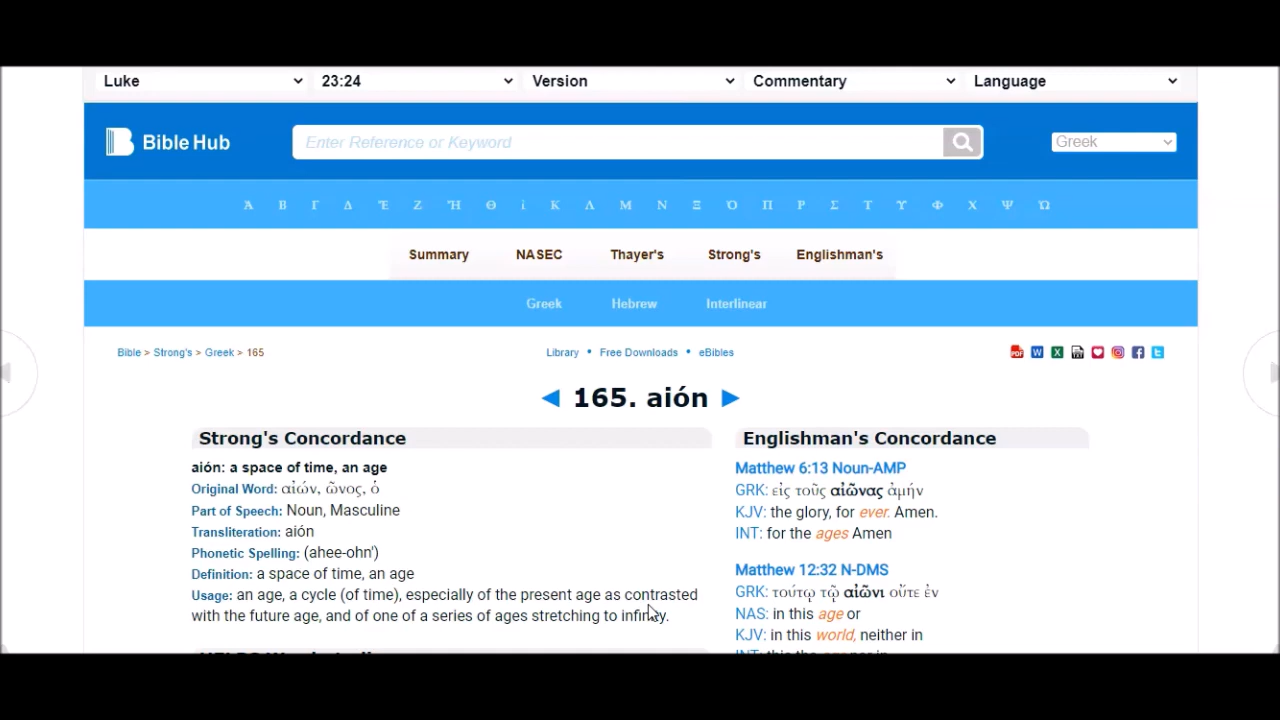 Luke 23:24 Version Commentary Language
Bible Hub Enter Reference or Keyword Greek
Ἀ Β Γ Δ Ἐ Ζ Ἡ Θ ἰ Κ Λ Μ Ν Ξ Ὀ Π Ρ Σ Τ Υ Φ Χ Ψ Ὠ
Summary NASEC Thayer's Strong's Englishman's
Greek Hebrew Interlinear
Bible > Strong's > Greek > 165
Library • Free Downloads • eBibles
◄ 165. aión ►
Strong's Concordance
aión: a space of time, an age
Original Word: αἰών, ῶνος, ὁ
Part of Speech: Noun, Masculine
Transliteration: aión
Phonetic Spelling: (ahee-ohn')
Definition: a space of time, an age
Usage: an age, a cycle (of time), especially of the present age as contrasted
with the future age, and of one of a series of ages stretching to infinity.
Englishman's Concordance
Matthew 6:13 Noun-AMP
GRK: εἰς τοὺς αἰῶνας ἀμήν
KJV: the glory, for ever. Amen.
INT: for the ages Amen
Matthew 12:32 N-DMS
GRK: τούτῳ τῷ αἰῶνι οὔτε ἐν
NAS: in this age or
KJV: in this world, neither in